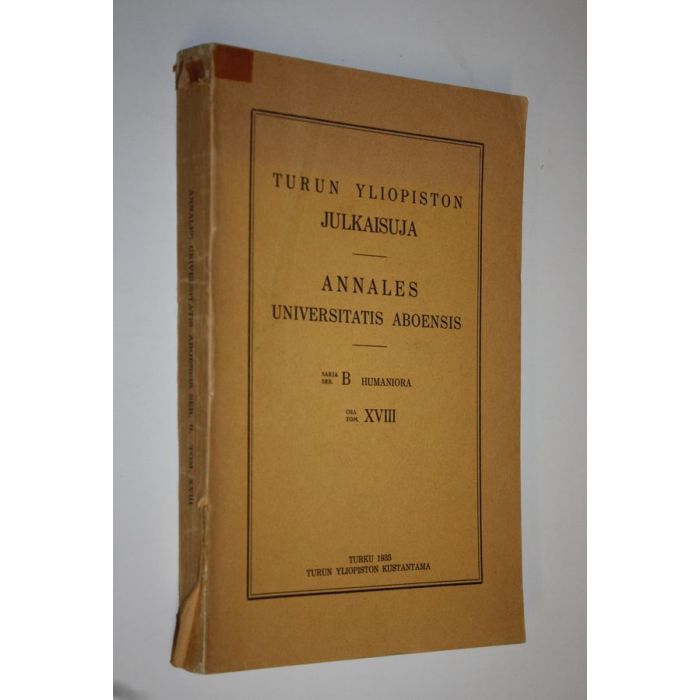 TURUN YLIOPISTON
JULKAISUJA
ANNALES
UNIVERSITATIS ABOENSIS
SARJA
SER. B HUMANIORA
OSA
TOM. XVIII
TURKU 1933
TURUN YLIOPISTON KUSTANTAMA
ANNALES UNIVERSITATIS ABOENSIS SER. B. TOM. XVIII